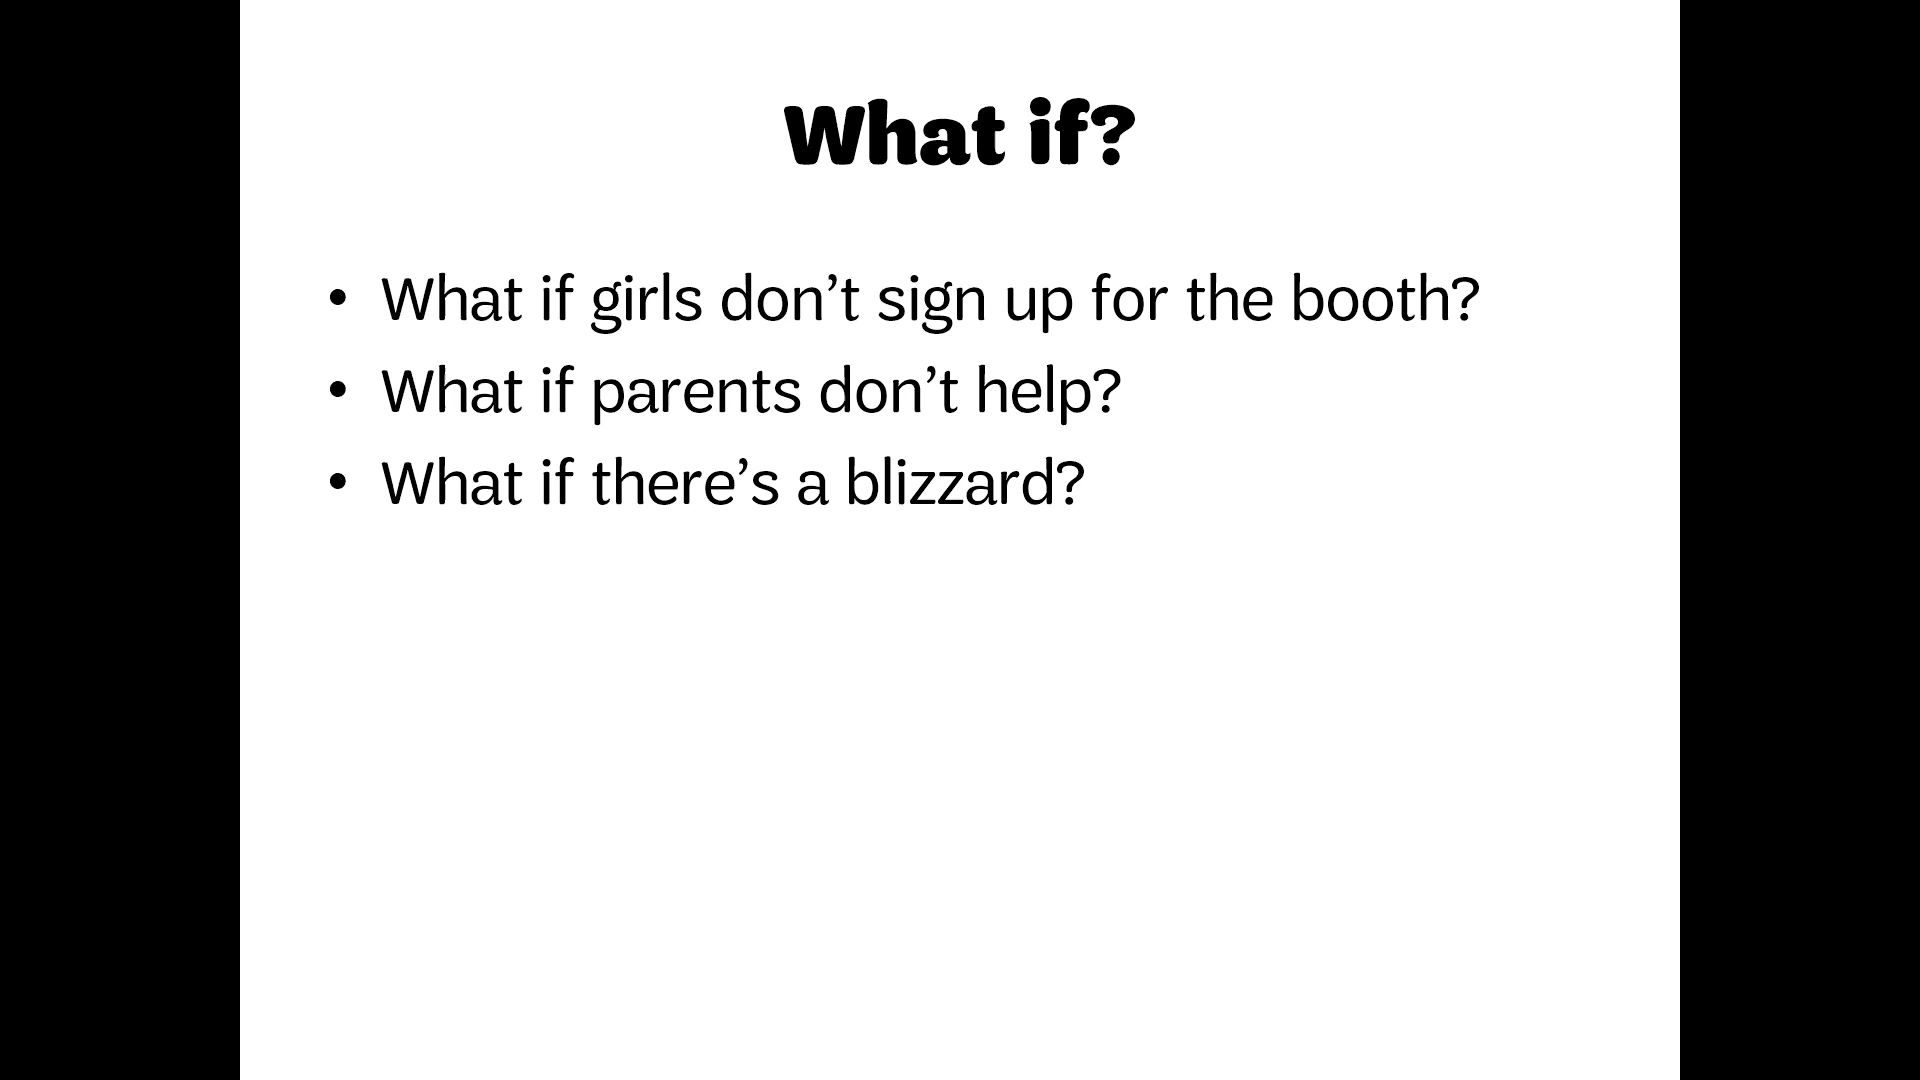 What if?
• What if girls don’t sign up for the booth?
• What if parents don’t help?
• What if there’s a blizzard?